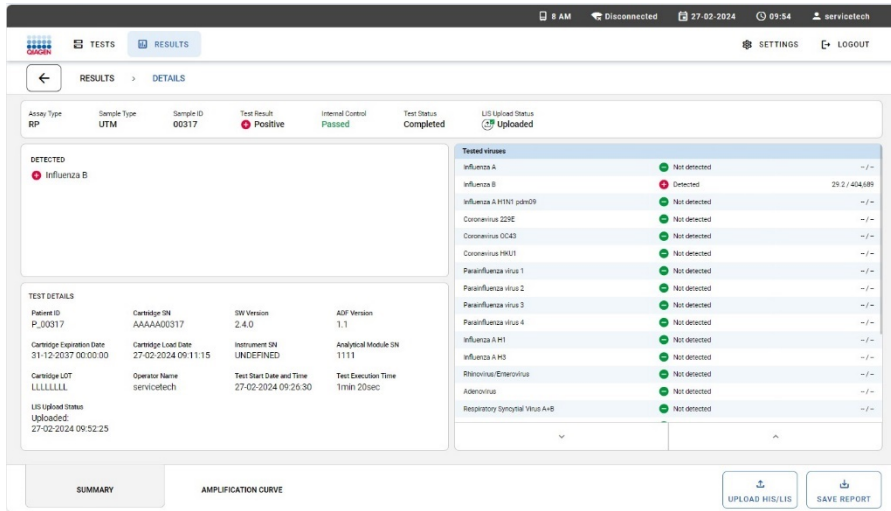 8 AM Disconnected 27-02-2024 09:54 servicetech
QIAGEN TESTS RESULTS SETTINGS LOGOUT
RESULTS > DETAILS
Assay Type Sample Type Sample ID Test Result Internal Control Test Status LIS Upload Status
RP UTM 00317 Positive Passed Completed Uploaded
DETECTED
Influenza B
TEST DETAILS
Patient ID Cartridge SN SW Version ADF Version
P_00317 AAAAA00317 2.4.0 1.1
Cartridge Expiration Date Cartridge Load Date Instrument SN Analytical Module SN
31-12-2037 00:00:00 27-02-2024 09:11:15 UNDEFINED 1111
Cartridge LOT Operator Name Test Start Date and Time Test Execution Time
LLLLLLLL servicetech 27-02-2024 09:26:30 1min 20sec
LIS Upload Status
Uploaded:
27-02-2024 09:52:25
Tested viruses
Influenza A Not detected – / –
Influenza B Detected 29.2 / 404,689
Influenza A H1N1 pdm09 Not detected – / –
Coronavirus 229E Not detected – / –
Coronavirus OC43 Not detected – / –
Coronavirus HKU1 Not detected – / –
Parainfluenza virus 1 Not detected – / –
Parainfluenza virus 2 Not detected – / –
Parainfluenza virus 3 Not detected – / –
Parainfluenza virus 4 Not detected – / –
Influenza A H1 Not detected – / –
Influenza A H3 Not detected – / –
Rhinovirus/Enterovirus Not detected – / –
Adenovirus Not detected – / –
Respiratory Syncytial Virus A+B Not detected – / –
SUMMARY AMPLIFICATION CURVE UPLOAD HIS/LIS SAVE REPORT